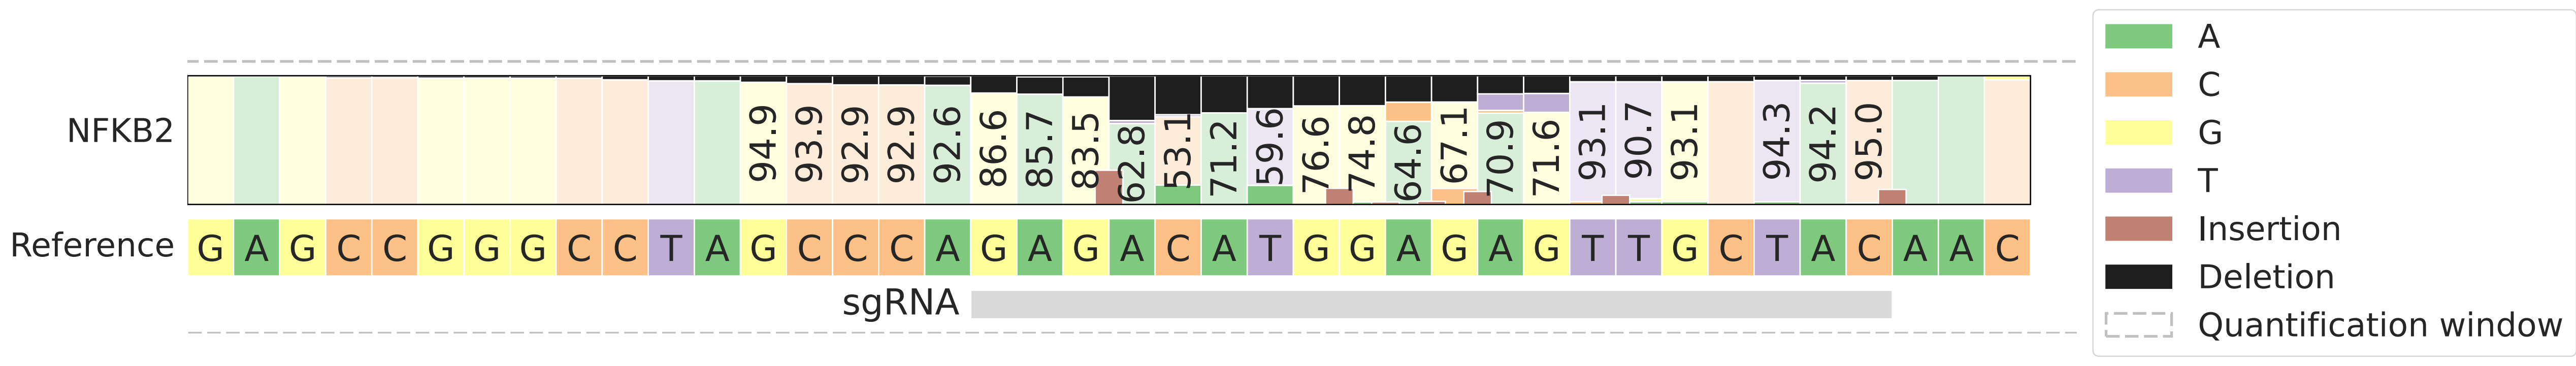 NFKB2
94.9 93.9 92.9 92.9 92.6 86.6 85.7 83.5 62.8 53.1 71.2 59.6 76.6 74.8 64.6 67.1 70.9 71.6 93.1 90.7 93.1 94.3 94.2 95.0
Reference G A G C C G G G C C T A G C C C A G A G A C A T G G A G A G T T G C T A C A A C
sgRNA
A
C
G
T
Insertion
Deletion
Quantification window